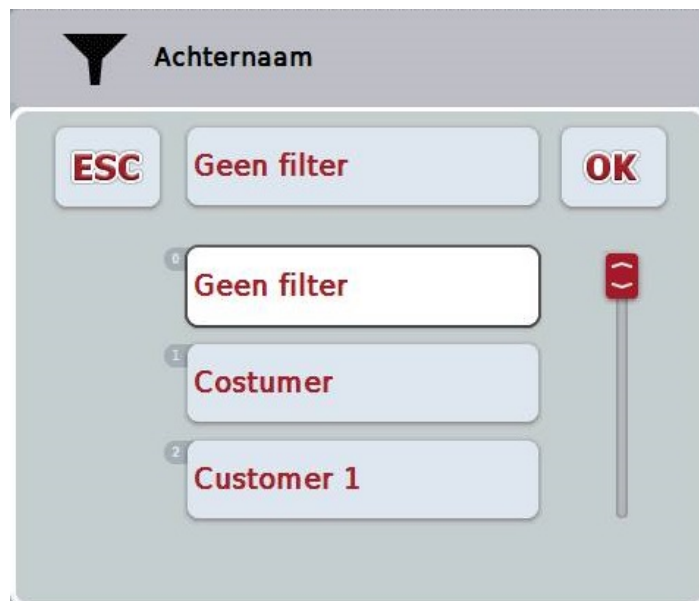 Achternaam
ESC Geen filter OK
0 Geen filter
1 Costumer
2 Customer 1